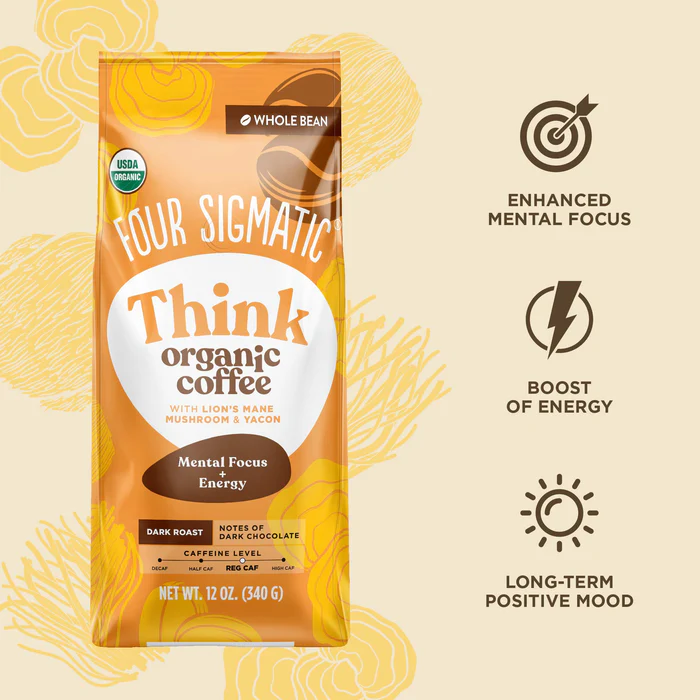 WHOLE BEAN
USDA
ORGANIC
FOUR SIGMATIC®
Think
organic
coffee
WITH LION'S MANE
MUSHROOM & YACON
Mental Focus
+
Energy
DARK ROAST
NOTES OF
DARK CHOCOLATE
CAFFEINE LEVEL
DECAF HALF CAF REG CAF HIGH CAF
NET WT. 12 OZ. (340 G)
ENHANCED
MENTAL FOCUS
BOOST
OF ENERGY
LONG-TERM
POSITIVE MOOD